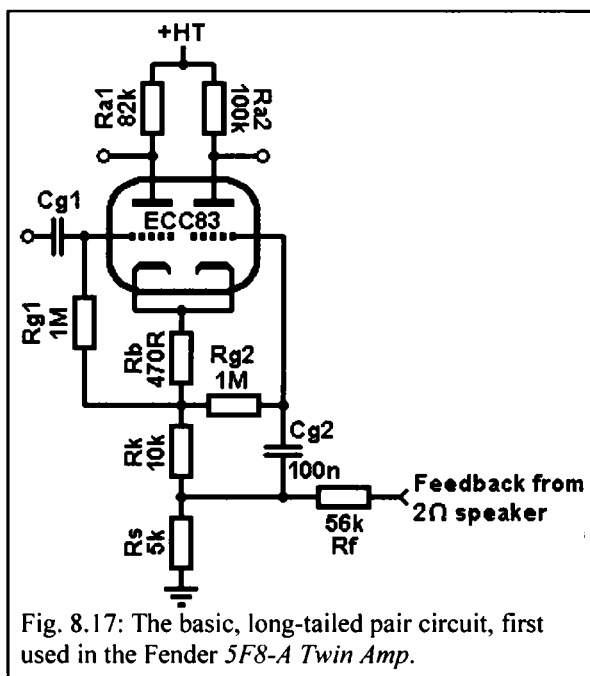 +HT
Ra1
82k
Ra2
100k
Cg1
ECC83
Rg1
1M
Rb
470R
Rg2
1M
Rk
10k
Cg2
100n
Feedback from
2Ω speaker
56k
Rf
Rs
5k
Fig. 8.17: The basic, long-tailed pair circuit, first
used in the Fender 5F8-A Twin Amp.